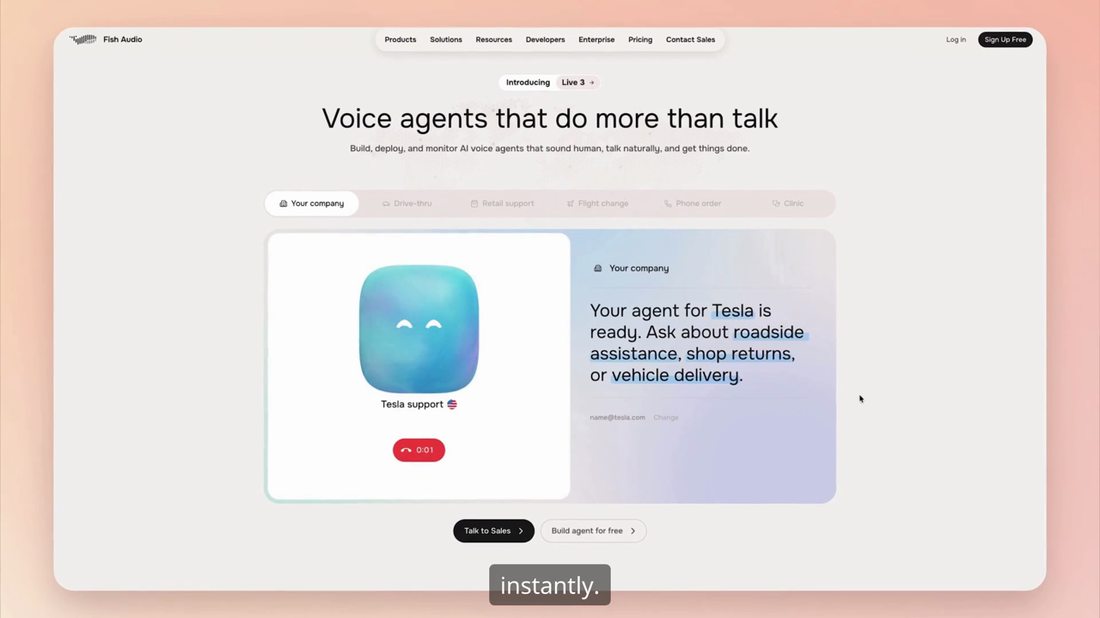 Fish Audio
Products Solutions Resources Developers Enterprise Pricing Contact Sales
Log in
Sign Up Free
Introducing Live 3 →
Voice agents that do more than talk
Build, deploy, and monitor AI voice agents that sound human, talk naturally, and get things done.
Your company Drive-thru Retail support Flight change Phone order Clinic
Tesla support
0:01
Your company
Your agent for Tesla is
ready. Ask about roadside
assistance, shop returns,
or vehicle delivery.
name@tesla.com Change
Talk to Sales
Build agent for free
instantly.